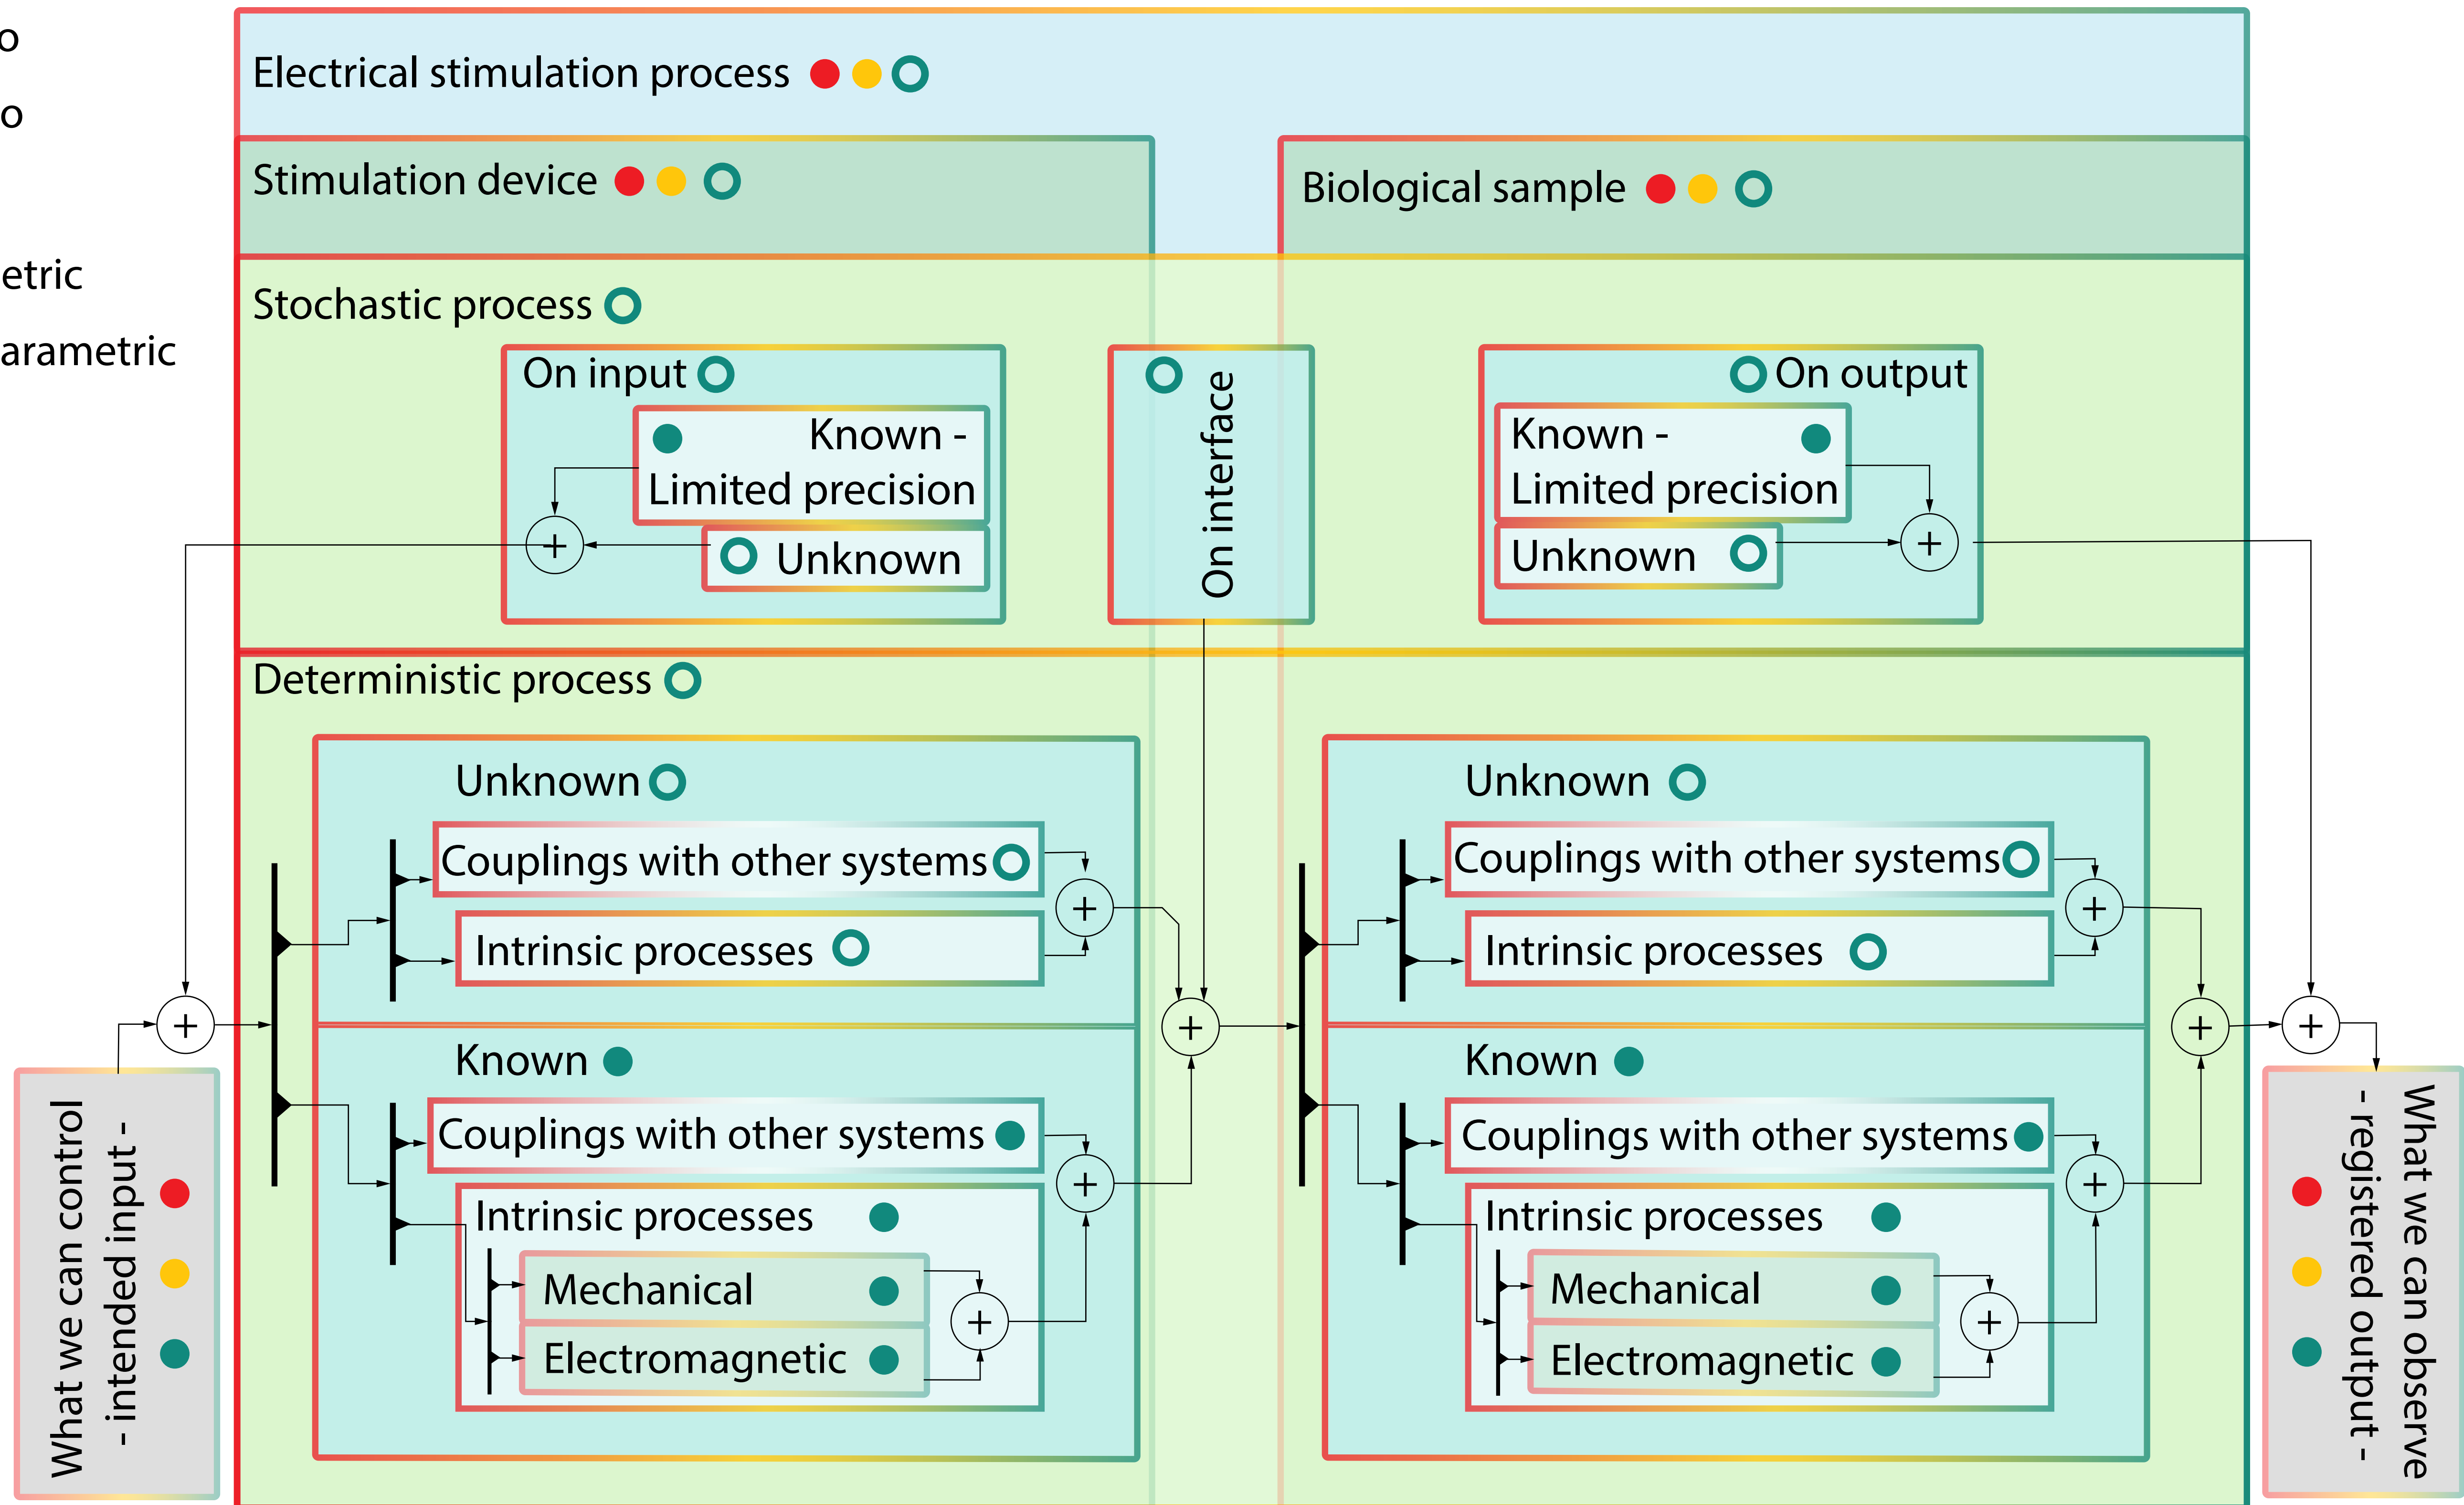 o
o
etric
arametric
Electrical stimulation process
Stimulation device
Biological sample
Stochastic process
On input
Known -
Limited precision
Unknown
+
On interface
On output
Known -
Limited precision
Unknown
+
Deterministic process
Unknown
Couplings with other systems
Intrinsic processes
+
Known
Couplings with other systems
Intrinsic processes
Mechanical
Electromagnetic
+
+
+
+
Unknown
Couplings with other systems
Intrinsic processes
+
Known
Couplings with other systems
Intrinsic processes
Mechanical
Electromagnetic
+
+
+
+
What we can control
- intended input -
What we can observe
- registered output -